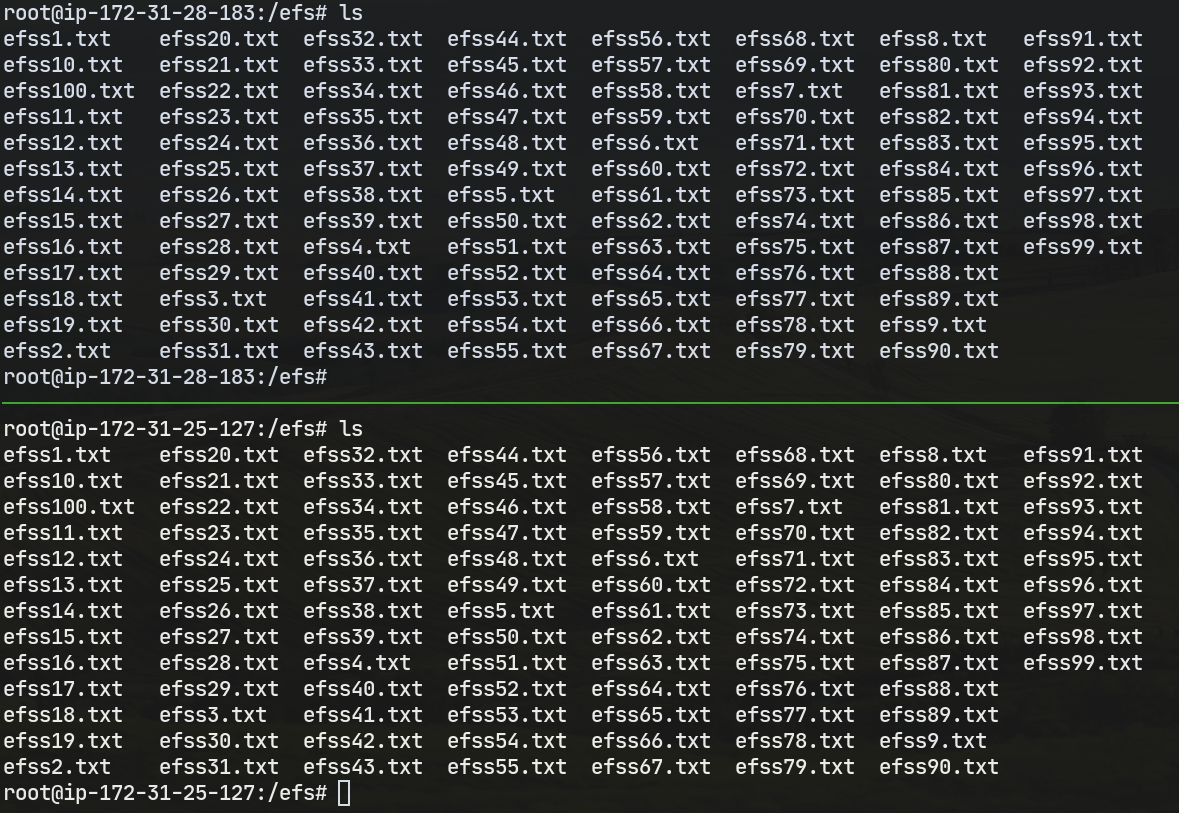 root@ip-172-31-28-183:/efs# ls
efss1.txt    efss20.txt  efss32.txt  efss44.txt  efss56.txt  efss68.txt  efss8.txt   efss91.txt
efss10.txt   efss21.txt  efss33.txt  efss45.txt  efss57.txt  efss69.txt  efss80.txt  efss92.txt
efss100.txt  efss22.txt  efss34.txt  efss46.txt  efss58.txt  efss7.txt   efss81.txt  efss93.txt
efss11.txt   efss23.txt  efss35.txt  efss47.txt  efss59.txt  efss70.txt  efss82.txt  efss94.txt
efss12.txt   efss24.txt  efss36.txt  efss48.txt  efss6.txt   efss71.txt  efss83.txt  efss95.txt
efss13.txt   efss25.txt  efss37.txt  efss49.txt  efss60.txt  efss72.txt  efss84.txt  efss96.txt
efss14.txt   efss26.txt  efss38.txt  efss5.txt   efss61.txt  efss73.txt  efss85.txt  efss97.txt
efss15.txt   efss27.txt  efss39.txt  efss50.txt  efss62.txt  efss74.txt  efss86.txt  efss98.txt
efss16.txt   efss28.txt  efss4.txt   efss51.txt  efss63.txt  efss75.txt  efss87.txt  efss99.txt
efss17.txt   efss29.txt  efss40.txt  efss52.txt  efss64.txt  efss76.txt  efss88.txt
efss18.txt   efss3.txt   efss41.txt  efss53.txt  efss65.txt  efss77.txt  efss89.txt
efss19.txt   efss30.txt  efss42.txt  efss54.txt  efss66.txt  efss78.txt  efss9.txt
efss2.txt    efss31.txt  efss43.txt  efss55.txt  efss67.txt  efss79.txt  efss90.txt
root@ip-172-31-28-183:/efs#
root@ip-172-31-25-127:/efs# ls
efss1.txt    efss20.txt  efss32.txt  efss44.txt  efss56.txt  efss68.txt  efss8.txt   efss91.txt
efss10.txt   efss21.txt  efss33.txt  efss45.txt  efss57.txt  efss69.txt  efss80.txt  efss92.txt
efss100.txt  efss22.txt  efss34.txt  efss46.txt  efss58.txt  efss7.txt   efss81.txt  efss93.txt
efss11.txt   efss23.txt  efss35.txt  efss47.txt  efss59.txt  efss70.txt  efss82.txt  efss94.txt
efss12.txt   efss24.txt  efss36.txt  efss48.txt  efss6.txt   efss71.txt  efss83.txt  efss95.txt
efss13.txt   efss25.txt  efss37.txt  efss49.txt  efss60.txt  efss72.txt  efss84.txt  efss96.txt
efss14.txt   efss26.txt  efss38.txt  efss5.txt   efss61.txt  efss73.txt  efss85.txt  efss97.txt
efss15.txt   efss27.txt  efss39.txt  efss50.txt  efss62.txt  efss74.txt  efss86.txt  efss98.txt
efss16.txt   efss28.txt  efss4.txt   efss51.txt  efss63.txt  efss75.txt  efss87.txt  efss99.txt
efss17.txt   efss29.txt  efss40.txt  efss52.txt  efss64.txt  efss76.txt  efss88.txt
efss18.txt   efss3.txt   efss41.txt  efss53.txt  efss65.txt  efss77.txt  efss89.txt
efss19.txt   efss30.txt  efss42.txt  efss54.txt  efss66.txt  efss78.txt  efss9.txt
efss2.txt    efss31.txt  efss43.txt  efss55.txt  efss67.txt  efss79.txt  efss90.txt
root@ip-172-31-25-127:/efs#